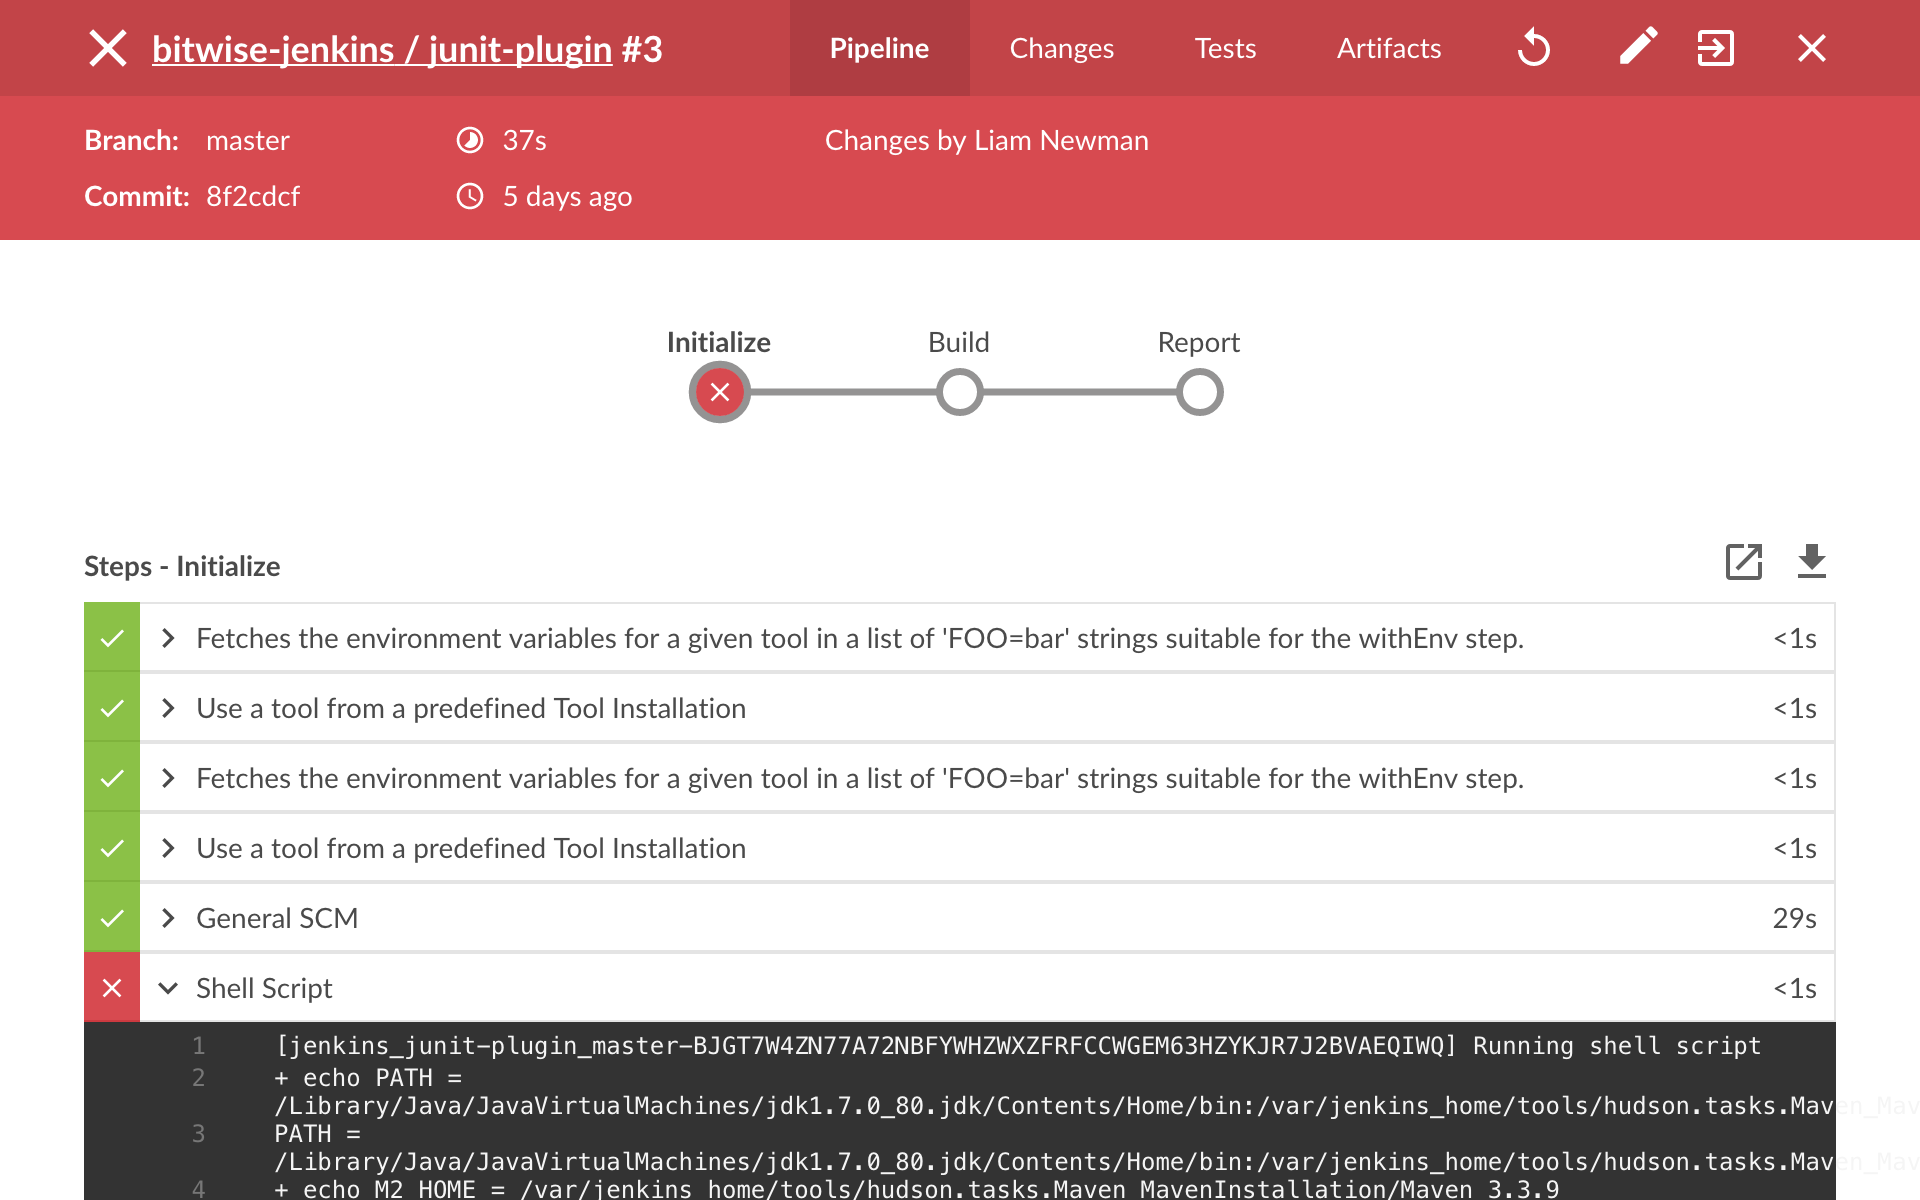 bitwise-jenkins / junit-plugin #3
Pipeline
Changes
Tests
Artifacts
Branch: master
37s
Changes by Liam Newman
Commit: 8f2cdcf
5 days ago
Initialize
Build
Report
Steps - Initialize
Fetches the environment variables for a given tool in a list of 'FOO=bar' strings suitable for the withEnv step. <1s
Use a tool from a predefined Tool Installation <1s
Fetches the environment variables for a given tool in a list of 'FOO=bar' strings suitable for the withEnv step. <1s
Use a tool from a predefined Tool Installation <1s
General SCM 29s
Shell Script <1s
1 [jenkins_junit-plugin_master-BJGT7W4ZN77A72NBFYWHZWXZFRFCCWGEM63HZYKJR7J2BVAEQIWQ] Running shell script
2 + echo PATH =
/Library/Java/JavaVirtualMachines/jdk1.7.0_80.jdk/Contents/Home/bin:/var/jenkins_home/tools/hudson.tasks.Maven_Mav
3 PATH =
/Library/Java/JavaVirtualMachines/jdk1.7.0_80.jdk/Contents/Home/bin:/var/jenkins_home/tools/hudson.tasks.Maven_Mav
4 + echo M2_HOME = /var/jenkins_home/tools/hudson.tasks.Maven_MavenInstallation/Maven_3.3.9